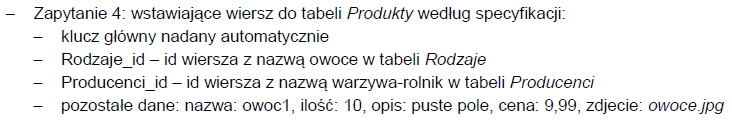 – Zapytanie 4: wstawiające wiersz do tabeli Produkty według specyfikacji:
– klucz główny nadany automatycznie
– Rodzaje_id – id wiersza z nazwą owoce w tabeli Rodzaje
– Producenci_id – id wiersza z nazwą warzywa-rolnik w tabeli Producenci
– pozostałe dane: nazwa: owoc1, ilość: 10, opis: puste pole, cena: 9,99, zdjecie: owoce.jpg